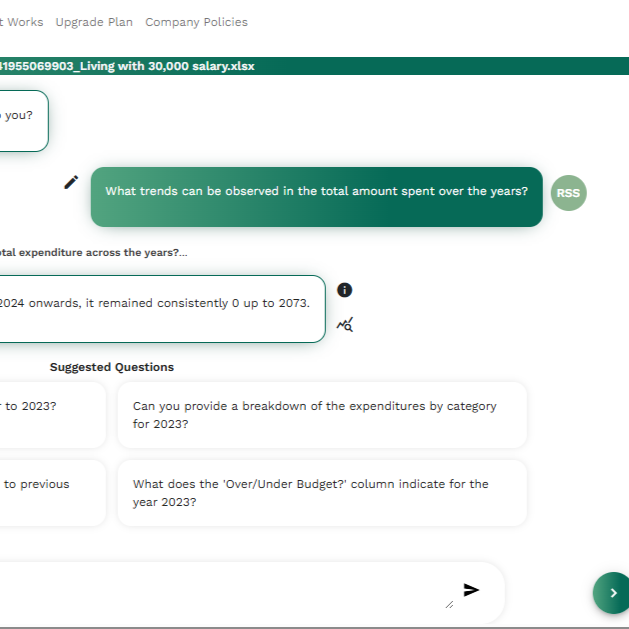 t Works Upgrade Plan Company Policies
1955069903_Living with 30,000 salary.xlsx
you?
What trends can be observed in the total amount spent over the years?
RSS
otal expenditure across the years?...
2024 onwards, it remained consistently 0 up to 2073.
Suggested Questions
to 2023?
Can you provide a breakdown of the expenditures by category
for 2023?
to previous
What does the 'Over/Under Budget?' column indicate for the
year 2023?